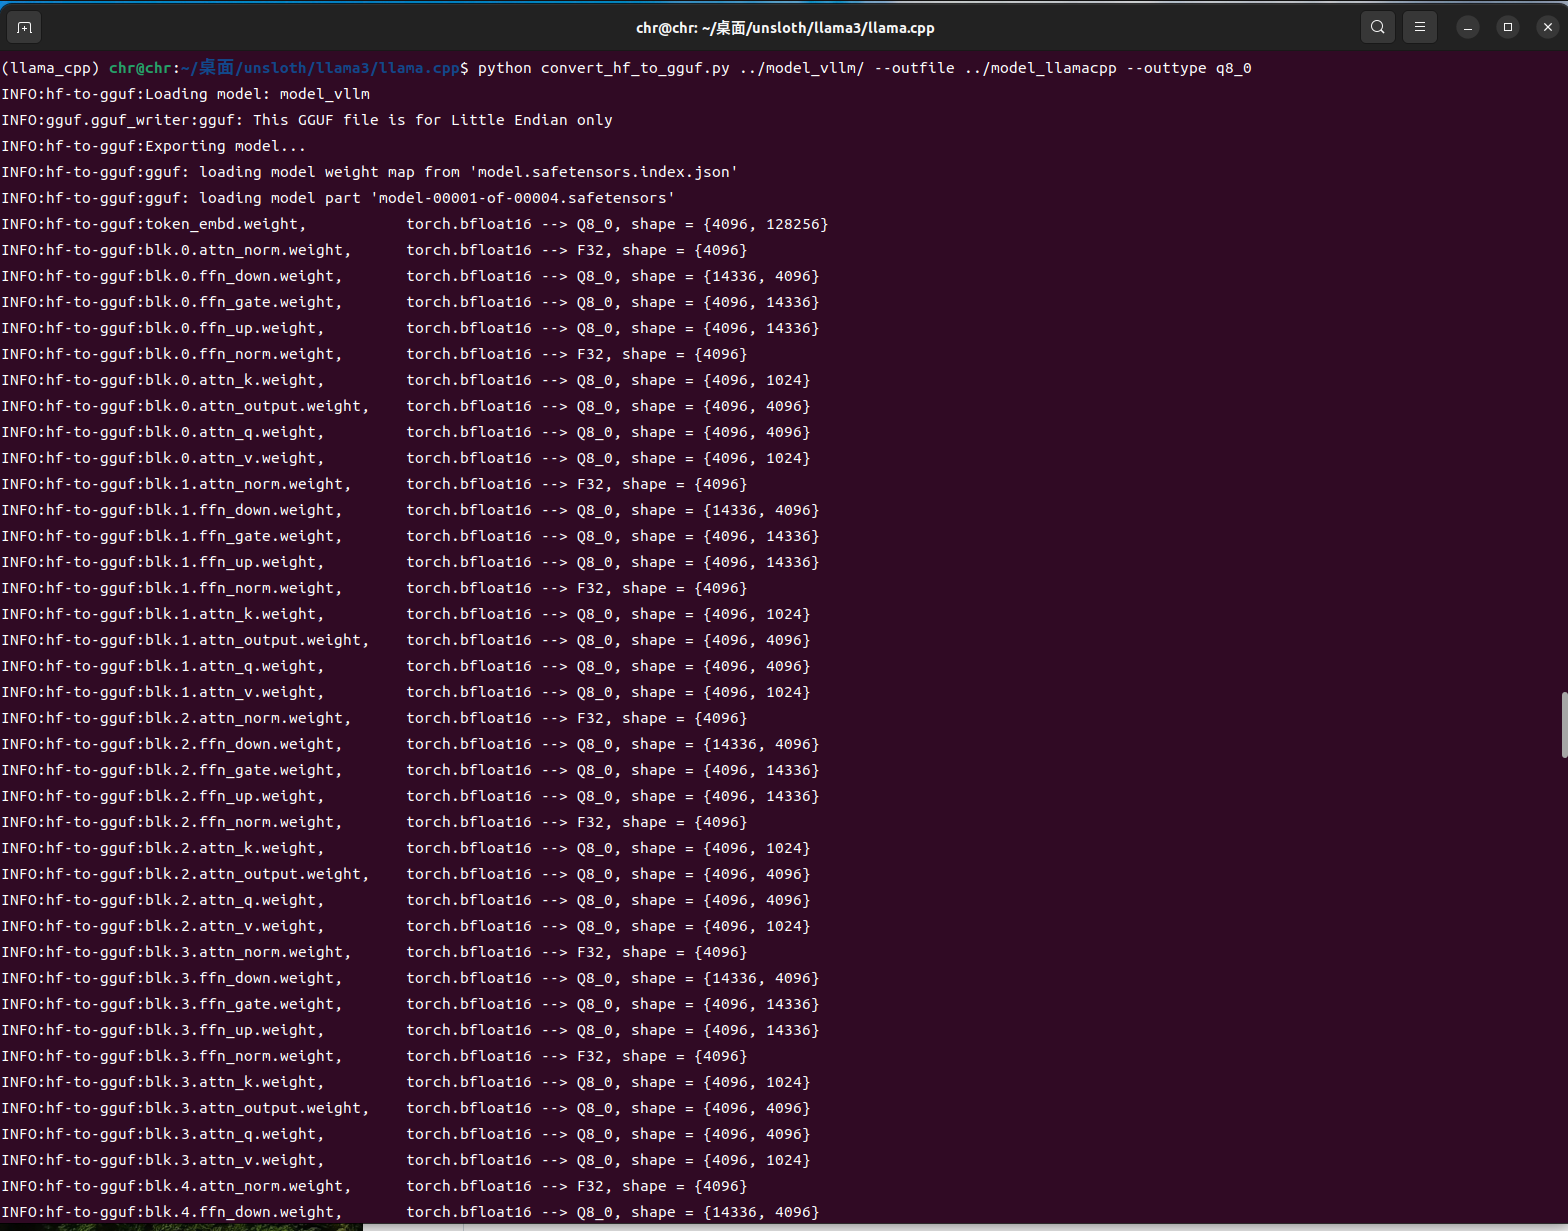 chr@chr: ~/桌面/unsloth/llama3/llama.cpp
(llama_cpp) chr@chr:~/桌面/unsloth/llama3/llama.cpp$ python convert_hf_to_gguf.py ../model_vllm/ --outfile ../model_llamacpp --outtype q8_0
INFO:hf-to-gguf:Loading model: model_vllm
INFO:gguf.gguf_writer:gguf: This GGUF file is for Little Endian only
INFO:hf-to-gguf:Exporting model...
INFO:hf-to-gguf:gguf: loading model weight map from 'model.safetensors.index.json'
INFO:hf-to-gguf:gguf: loading model part 'model-00001-of-00004.safetensors'
INFO:hf-to-gguf:token_embd.weight,           torch.bfloat16 --> Q8_0, shape = {4096, 128256}
INFO:hf-to-gguf:blk.0.attn_norm.weight,      torch.bfloat16 --> F32, shape = {4096}
INFO:hf-to-gguf:blk.0.ffn_down.weight,       torch.bfloat16 --> Q8_0, shape = {14336, 4096}
INFO:hf-to-gguf:blk.0.ffn_gate.weight,       torch.bfloat16 --> Q8_0, shape = {4096, 14336}
INFO:hf-to-gguf:blk.0.ffn_up.weight,         torch.bfloat16 --> Q8_0, shape = {4096, 14336}
INFO:hf-to-gguf:blk.0.ffn_norm.weight,       torch.bfloat16 --> F32, shape = {4096}
INFO:hf-to-gguf:blk.0.attn_k.weight,         torch.bfloat16 --> Q8_0, shape = {4096, 1024}
INFO:hf-to-gguf:blk.0.attn_output.weight,    torch.bfloat16 --> Q8_0, shape = {4096, 4096}
INFO:hf-to-gguf:blk.0.attn_q.weight,         torch.bfloat16 --> Q8_0, shape = {4096, 4096}
INFO:hf-to-gguf:blk.0.attn_v.weight,         torch.bfloat16 --> Q8_0, shape = {4096, 1024}
INFO:hf-to-gguf:blk.1.attn_norm.weight,      torch.bfloat16 --> F32, shape = {4096}
INFO:hf-to-gguf:blk.1.ffn_down.weight,       torch.bfloat16 --> Q8_0, shape = {14336, 4096}
INFO:hf-to-gguf:blk.1.ffn_gate.weight,       torch.bfloat16 --> Q8_0, shape = {4096, 14336}
INFO:hf-to-gguf:blk.1.ffn_up.weight,         torch.bfloat16 --> Q8_0, shape = {4096, 14336}
INFO:hf-to-gguf:blk.1.ffn_norm.weight,       torch.bfloat16 --> F32, shape = {4096}
INFO:hf-to-gguf:blk.1.attn_k.weight,         torch.bfloat16 --> Q8_0, shape = {4096, 1024}
INFO:hf-to-gguf:blk.1.attn_output.weight,    torch.bfloat16 --> Q8_0, shape = {4096, 4096}
INFO:hf-to-gguf:blk.1.attn_q.weight,         torch.bfloat16 --> Q8_0, shape = {4096, 4096}
INFO:hf-to-gguf:blk.1.attn_v.weight,         torch.bfloat16 --> Q8_0, shape = {4096, 1024}
INFO:hf-to-gguf:blk.2.attn_norm.weight,      torch.bfloat16 --> F32, shape = {4096}
INFO:hf-to-gguf:blk.2.ffn_down.weight,       torch.bfloat16 --> Q8_0, shape = {14336, 4096}
INFO:hf-to-gguf:blk.2.ffn_gate.weight,       torch.bfloat16 --> Q8_0, shape = {4096, 14336}
INFO:hf-to-gguf:blk.2.ffn_up.weight,         torch.bfloat16 --> Q8_0, shape = {4096, 14336}
INFO:hf-to-gguf:blk.2.ffn_norm.weight,       torch.bfloat16 --> F32, shape = {4096}
INFO:hf-to-gguf:blk.2.attn_k.weight,         torch.bfloat16 --> Q8_0, shape = {4096, 1024}
INFO:hf-to-gguf:blk.2.attn_output.weight,    torch.bfloat16 --> Q8_0, shape = {4096, 4096}
INFO:hf-to-gguf:blk.2.attn_q.weight,         torch.bfloat16 --> Q8_0, shape = {4096, 4096}
INFO:hf-to-gguf:blk.2.attn_v.weight,         torch.bfloat16 --> Q8_0, shape = {4096, 1024}
INFO:hf-to-gguf:blk.3.attn_norm.weight,      torch.bfloat16 --> F32, shape = {4096}
INFO:hf-to-gguf:blk.3.ffn_down.weight,       torch.bfloat16 --> Q8_0, shape = {14336, 4096}
INFO:hf-to-gguf:blk.3.ffn_gate.weight,       torch.bfloat16 --> Q8_0, shape = {4096, 14336}
INFO:hf-to-gguf:blk.3.ffn_up.weight,         torch.bfloat16 --> Q8_0, shape = {4096, 14336}
INFO:hf-to-gguf:blk.3.ffn_norm.weight,       torch.bfloat16 --> F32, shape = {4096}
INFO:hf-to-gguf:blk.3.attn_k.weight,         torch.bfloat16 --> Q8_0, shape = {4096, 1024}
INFO:hf-to-gguf:blk.3.attn_output.weight,    torch.bfloat16 --> Q8_0, shape = {4096, 4096}
INFO:hf-to-gguf:blk.3.attn_q.weight,         torch.bfloat16 --> Q8_0, shape = {4096, 4096}
INFO:hf-to-gguf:blk.3.attn_v.weight,         torch.bfloat16 --> Q8_0, shape = {4096, 1024}
INFO:hf-to-gguf:blk.4.attn_norm.weight,      torch.bfloat16 --> F32, shape = {4096}
INFO:hf-to-gguf:blk.4.ffn_down.weight,       torch.bfloat16 --> Q8_0, shape = {14336, 4096}